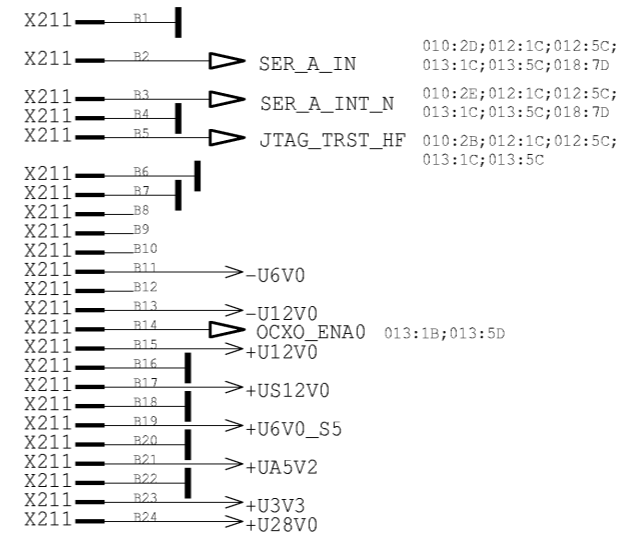 X211 B1
X211 B2 SER_A_IN 010:2D;012:1C;012:5C;
013:1C;013:5C;018:7D
X211 B3 SER_A_INT_N 010:2E;012:1C;012:5C;
X211 B4 013:1C;013:5C;018:7D
X211 B5 JTAG_TRST_HF 010:2B;012:1C;012:5C;
013:1C;013:5C
X211 B6
X211 B7
X211 B8
X211 B9
X211 B10
X211 B11 -U6V0
X211 B12
X211 B13 -U12V0
X211 B14 OCXO_ENA0 013:1B;013:5D
X211 B15 +U12V0
X211 B16
X211 B17 +US12V0
X211 B18
X211 B19 +U6V0_S5
X211 B20
X211 B21 +UA5V2
X211 B22
X211 B23 +U3V3
X211 B24 +U28V0